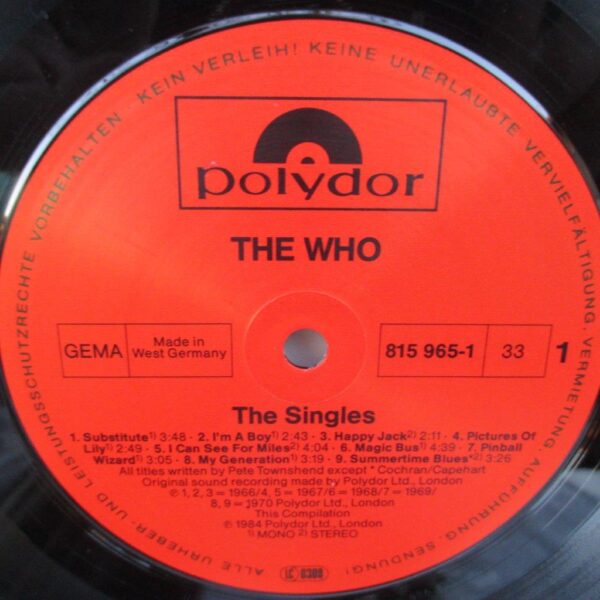 ALLE URHEBER- UND LEISTUNGSSCHUTZRECHTE VORBEHALTEN · KEIN VERLEIH! KEINE UNERLAUBTE VERVIELFÄLTIGUNG, VERMIETUNG, AUFFÜHRUNG, SENDUNG!
polydor
THE WHO
GEMA
Made in
West Germany
815 965-1
33
1
The Singles
1. Substitute¹⁾ 3:48 · 2. I'm A Boy¹⁾ 2:43 · 3. Happy Jack²⁾ 2:11 · 4. Pictures Of
Lily¹⁾ 2:49 · 5. I Can See For Miles²⁾ 4:04 · 6. Magic Bus¹⁾ 4:39 · 7. Pinball
Wizard¹⁾ 3:05 · 8. My Generation¹⁾ 3:19 · 9. Summertime Blues*²⁾ 3:26
All titles written by Pete Townshend except * Cochran/Capehart
Original sound recording made by Polydor Ltd., London
℗ 1, 2, 3 = 1966/4, 5 = 1967/6 = 1968/7 = 1969/
8, 9 = 1970 Polydor Ltd., London
This Compilation
℗ 1984 Polydor Ltd., London
¹⁾ MONO ²⁾ STEREO